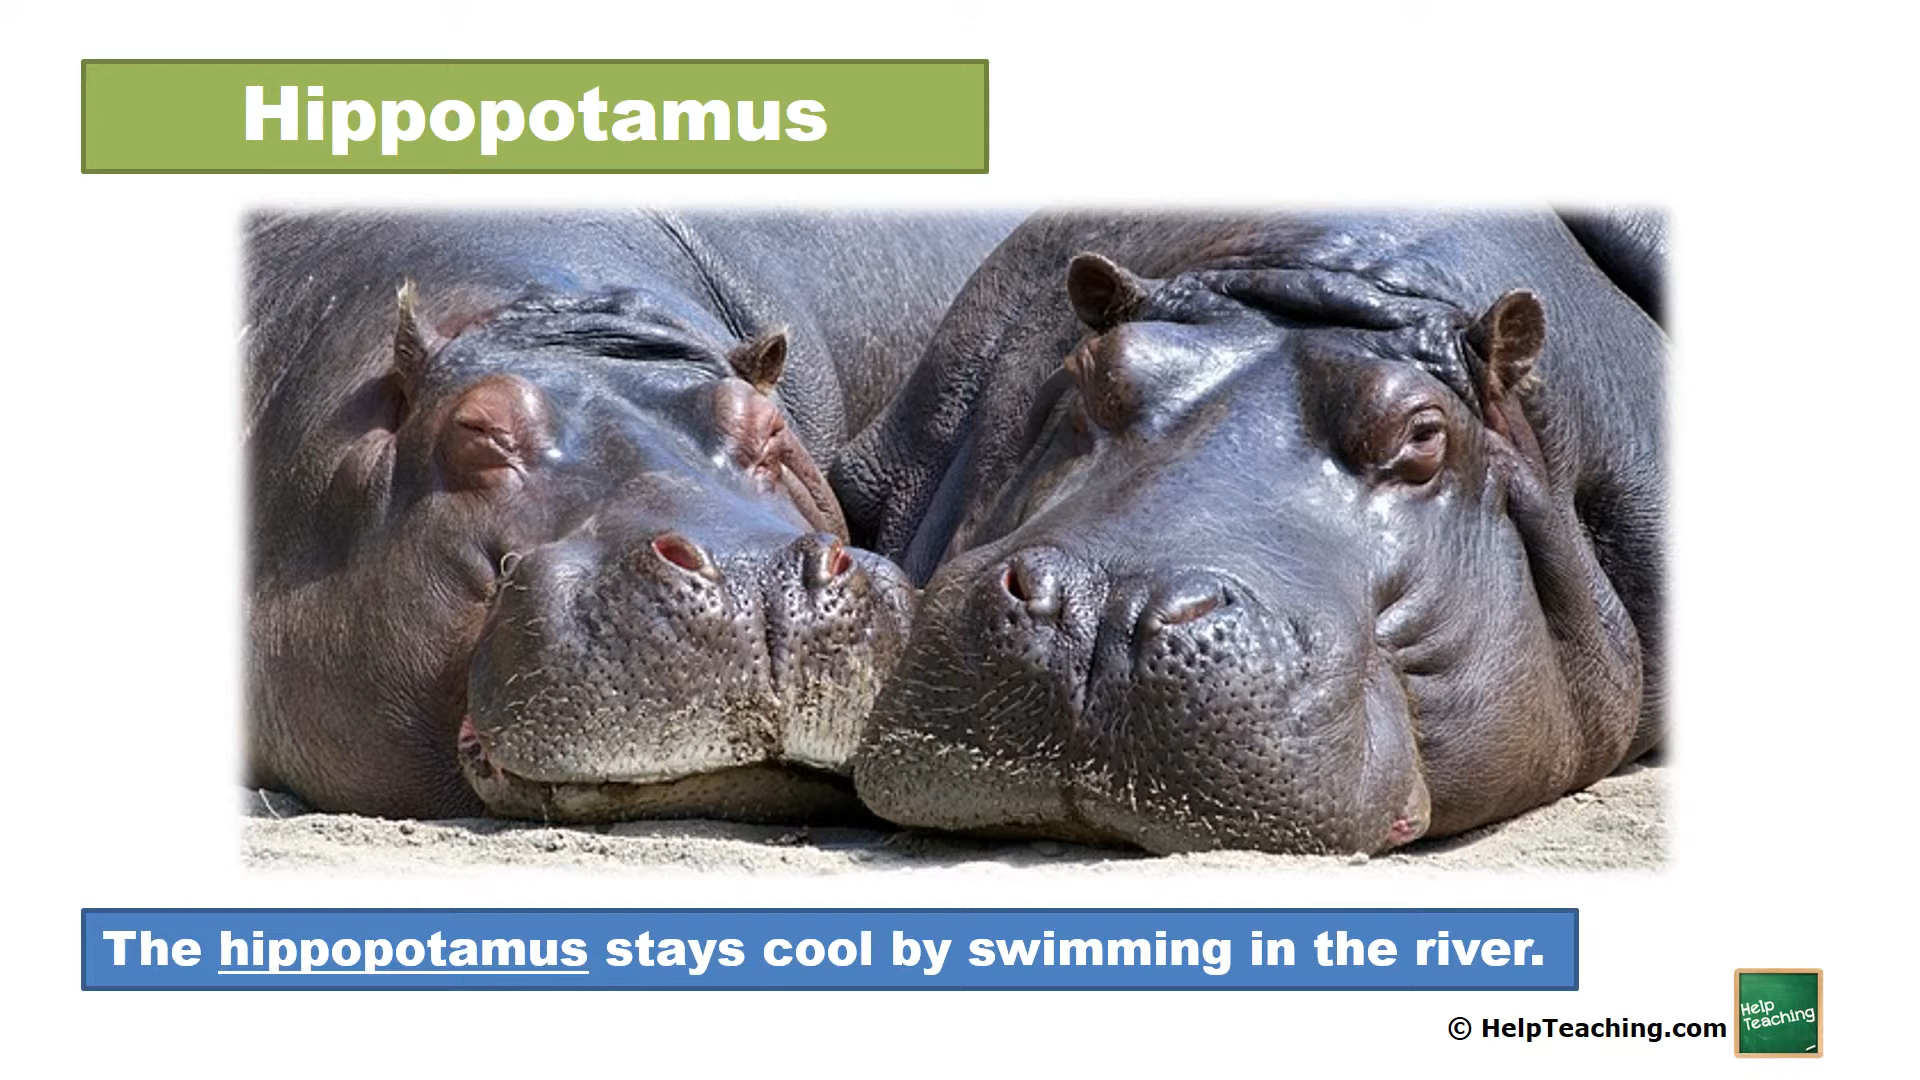 Hippopotamus
The hippopotamus stays cool by swimming in the river.
© HelpTeaching.com
Help
Teaching